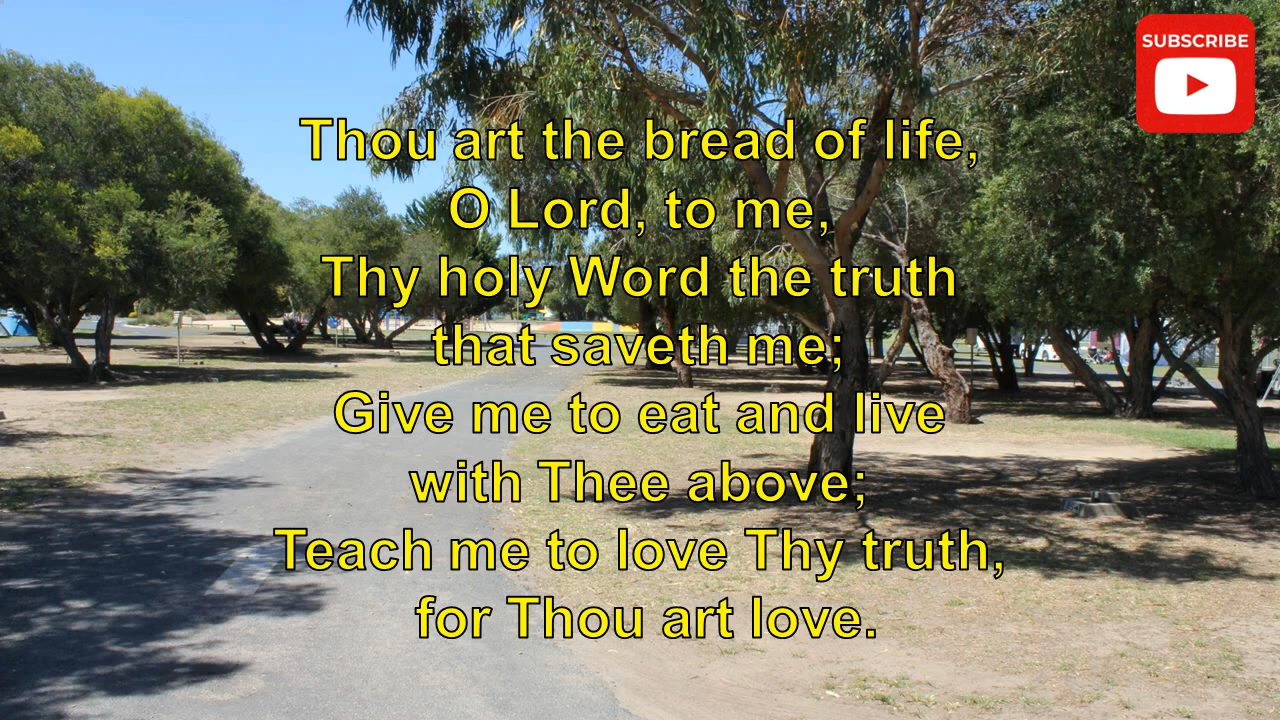 SUBSCRIBE
Thou art the bread of life,
O Lord, to me,
Thy holy Word the truth
that saveth me;
Give me to eat and live
with Thee above;
Teach me to love Thy truth,
for Thou art love.